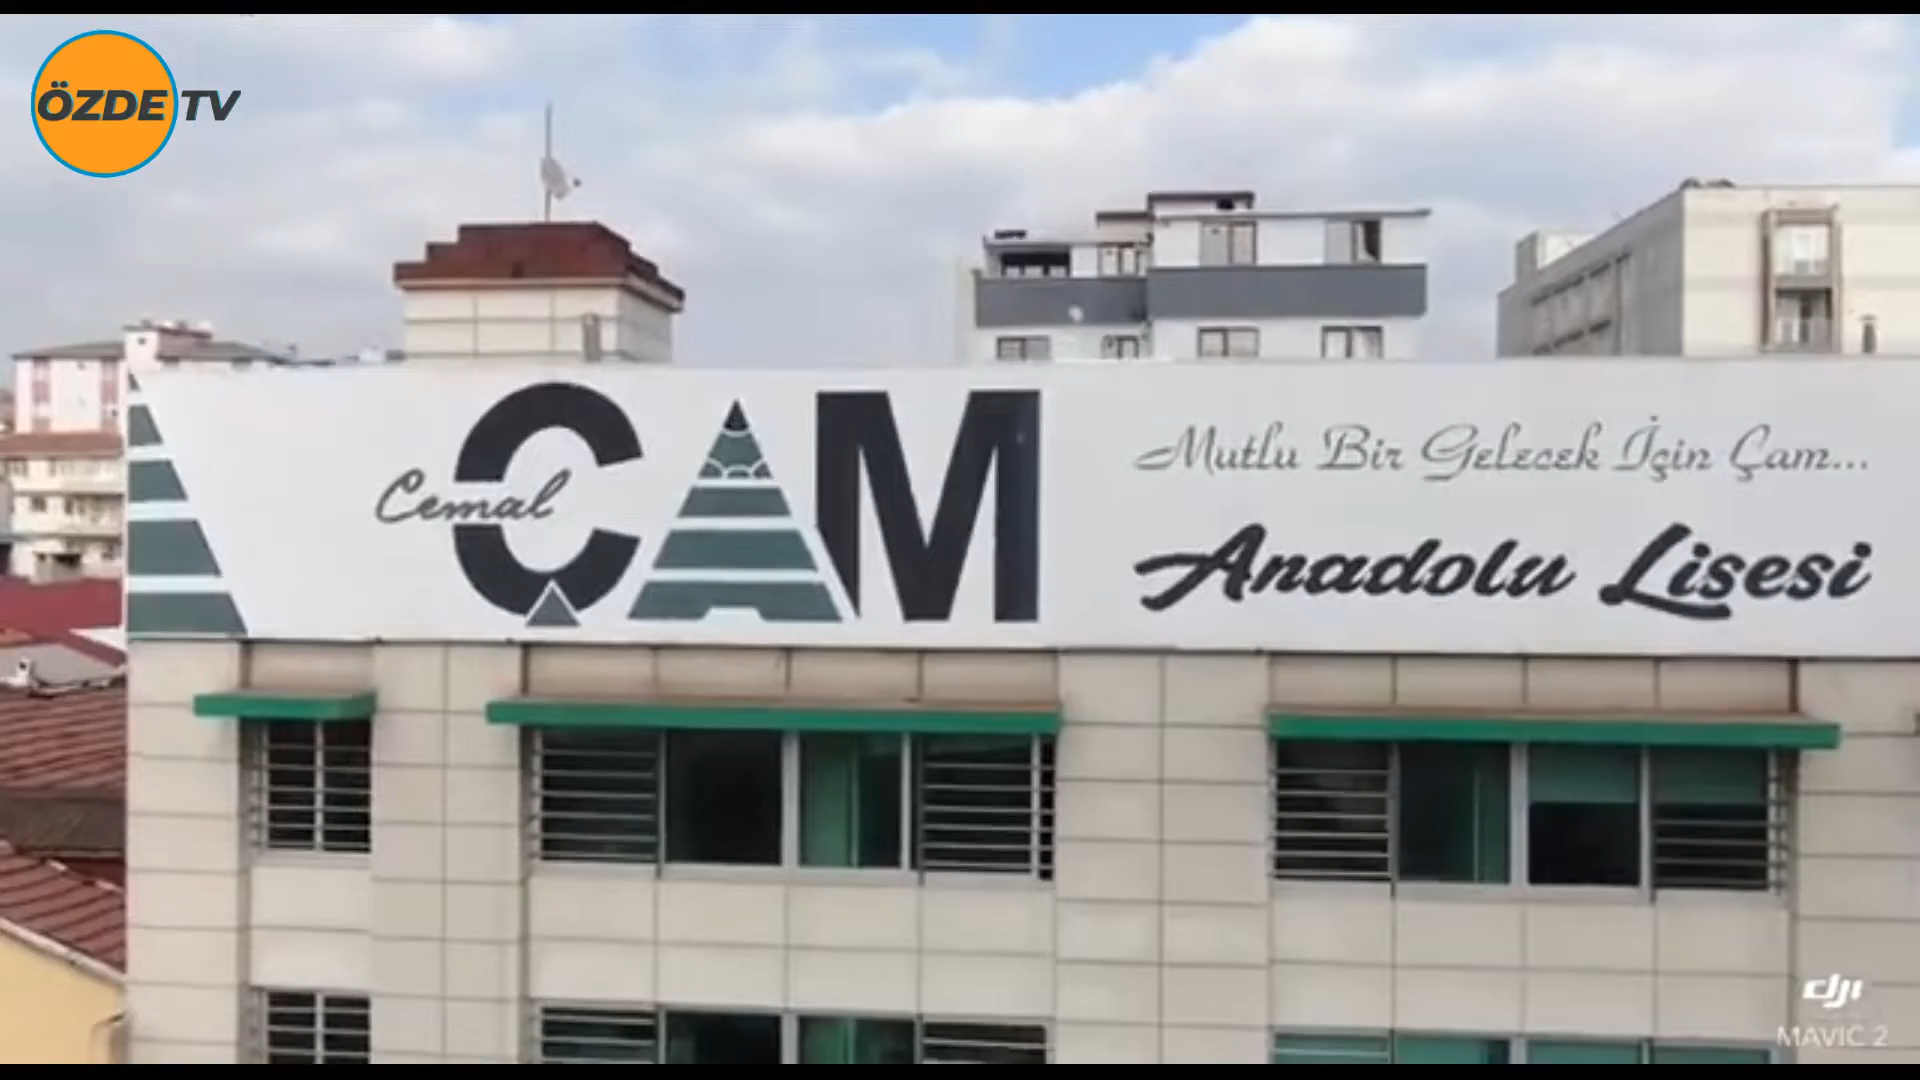 ÖZDE TV
Cemal ÇAM
Mutlu Bir Gelecek İçin Çam...
Anadolu Lisesi
dji
MAVIC 2